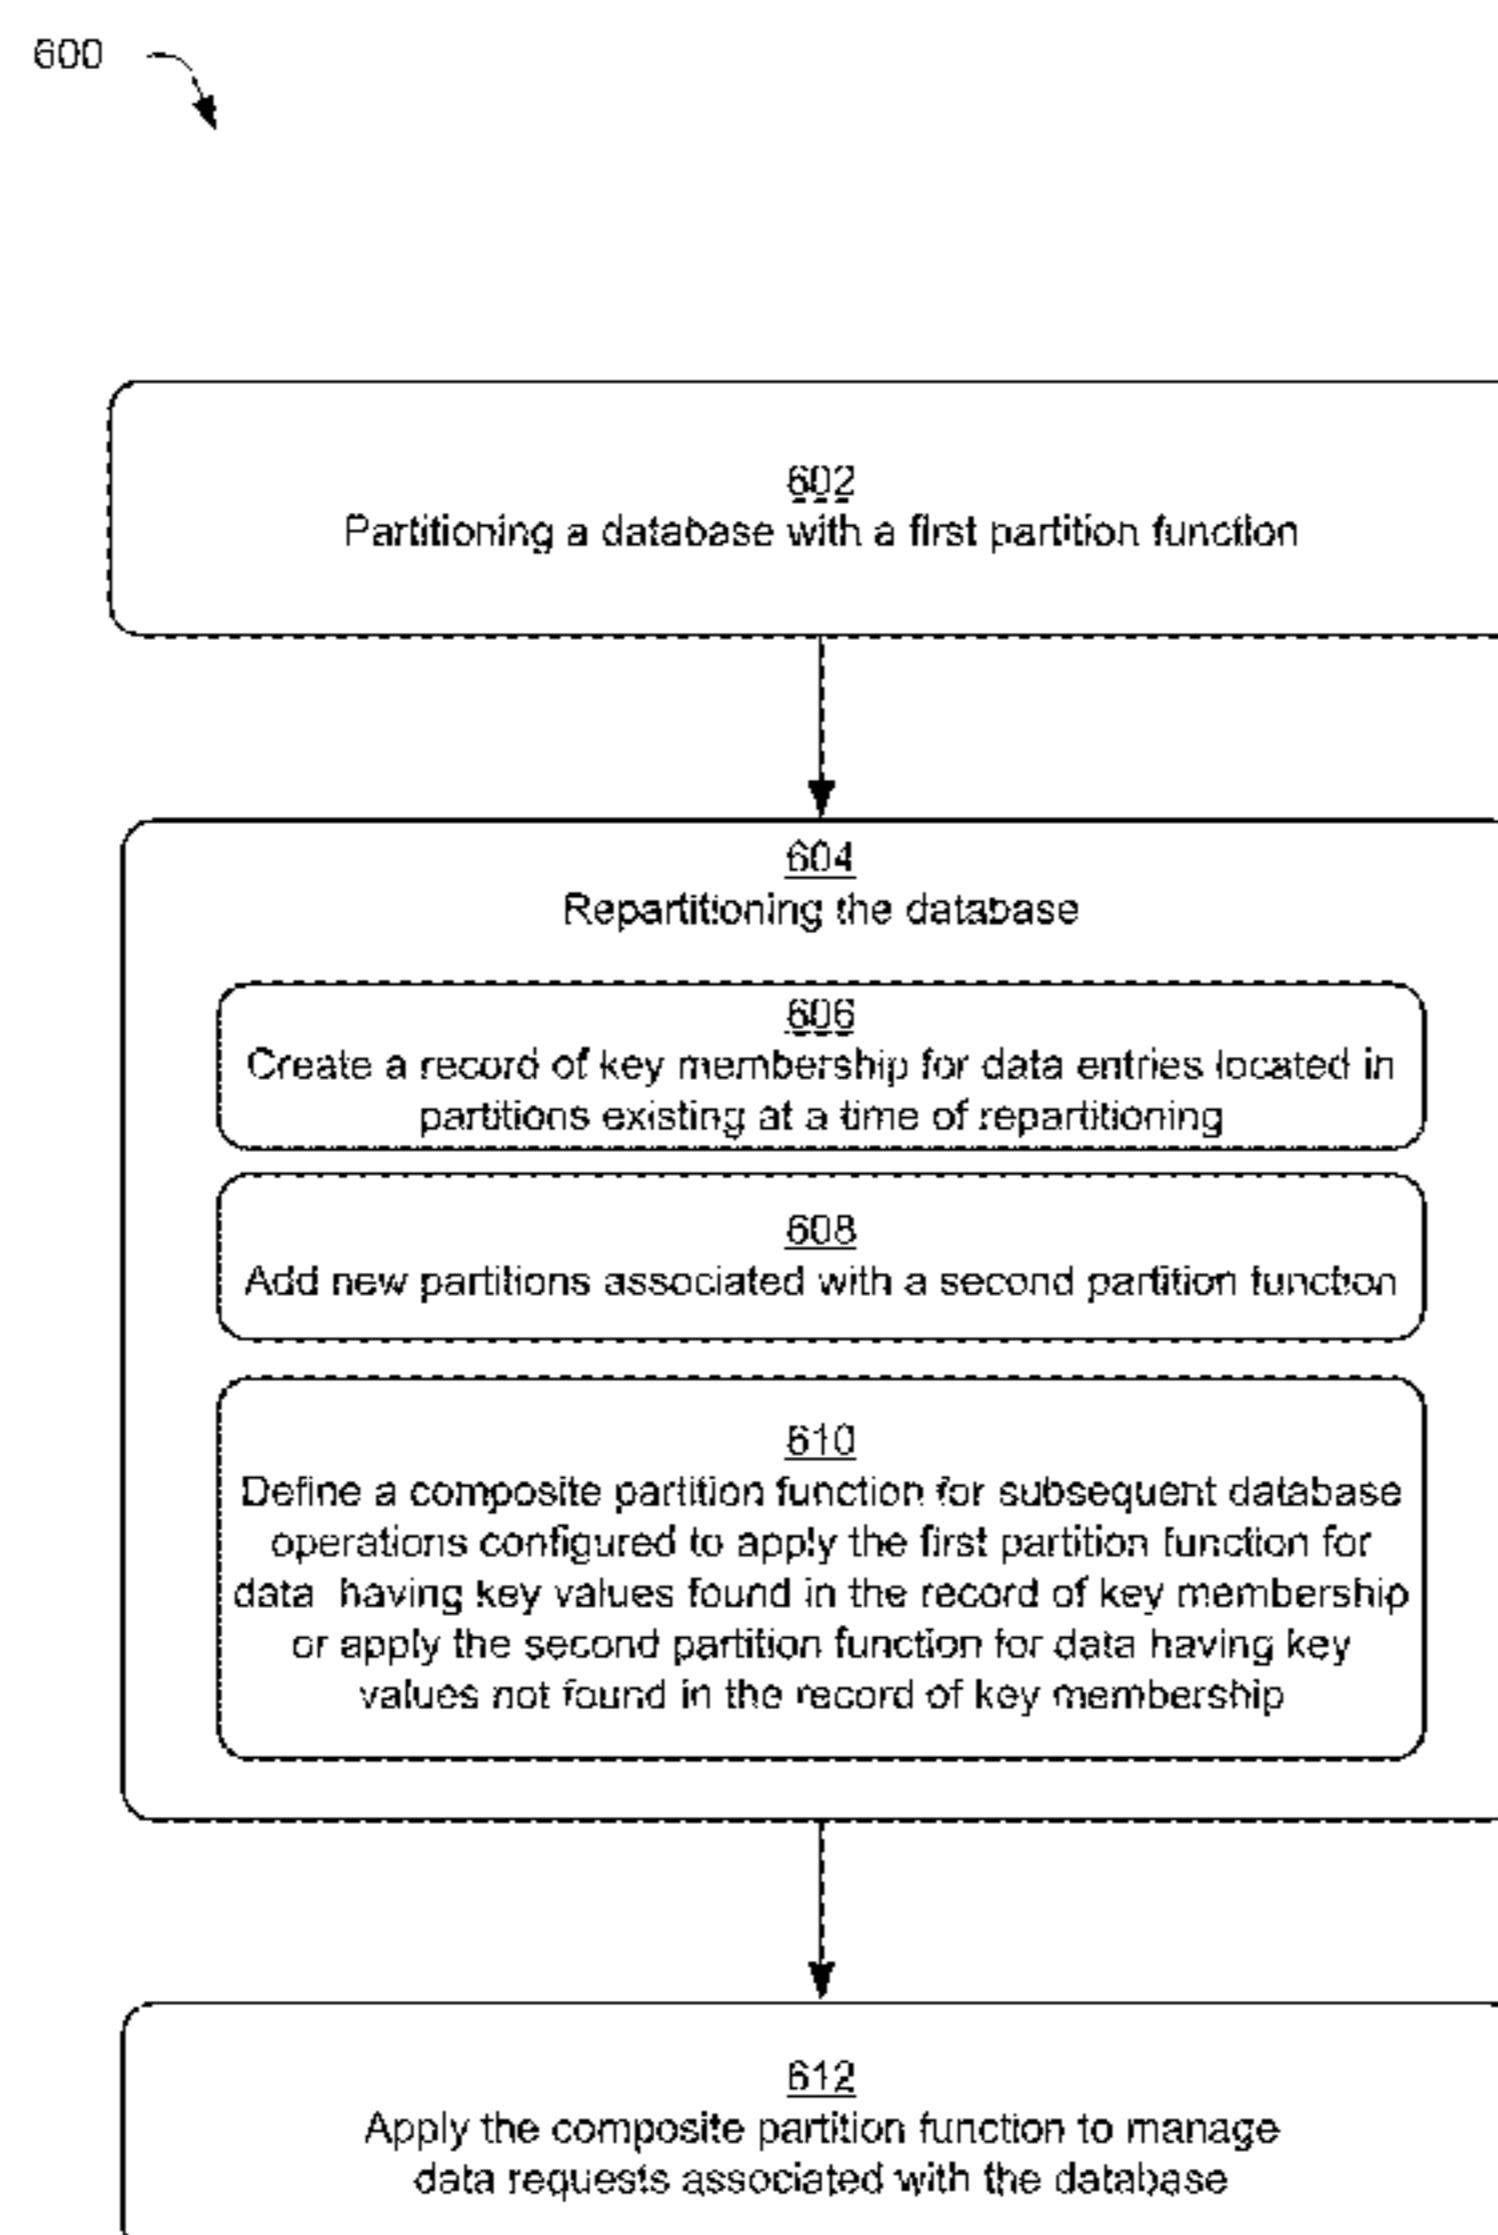 600
602
Partitioning a database with a first partition function
604
Repartitioning the database
606
Create a record of key membership for data entries located in
partitions existing at a time of repartitioning
608
Add new partitions associated with a second partition function
610
Define a composite partition function for subsequent database
operations configured to apply the first partition function for
data having key values found in the record of key membership
or apply the second partition function for data having key
values not found in the record of key membership
612
Apply the composite partition function to manage
data requests associated with the database